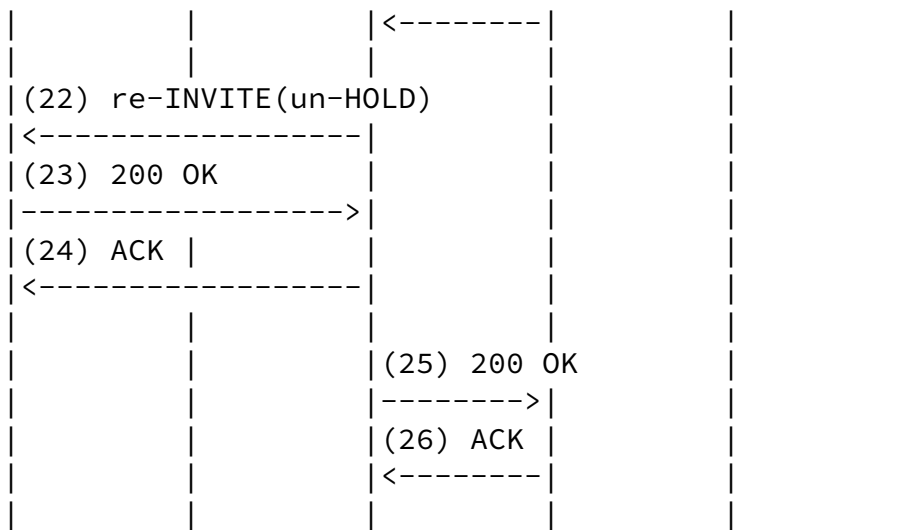 |         |         |<--------|         |
|         |         |         |         |
|(22) re-INVITE(un-HOLD)      |         |
|<------------------|         |         |
|(23) 200 OK        |         |         |
|------------------>|         |         |
|(24) ACK |         |         |         |
|<------------------|         |         |
|         |         |         |         |
|         |         |(25) 200 OK        |
|         |         |-------->|         |
|         |         |(26) ACK |         |
|         |         |<--------|         |
|         |         |         |         |